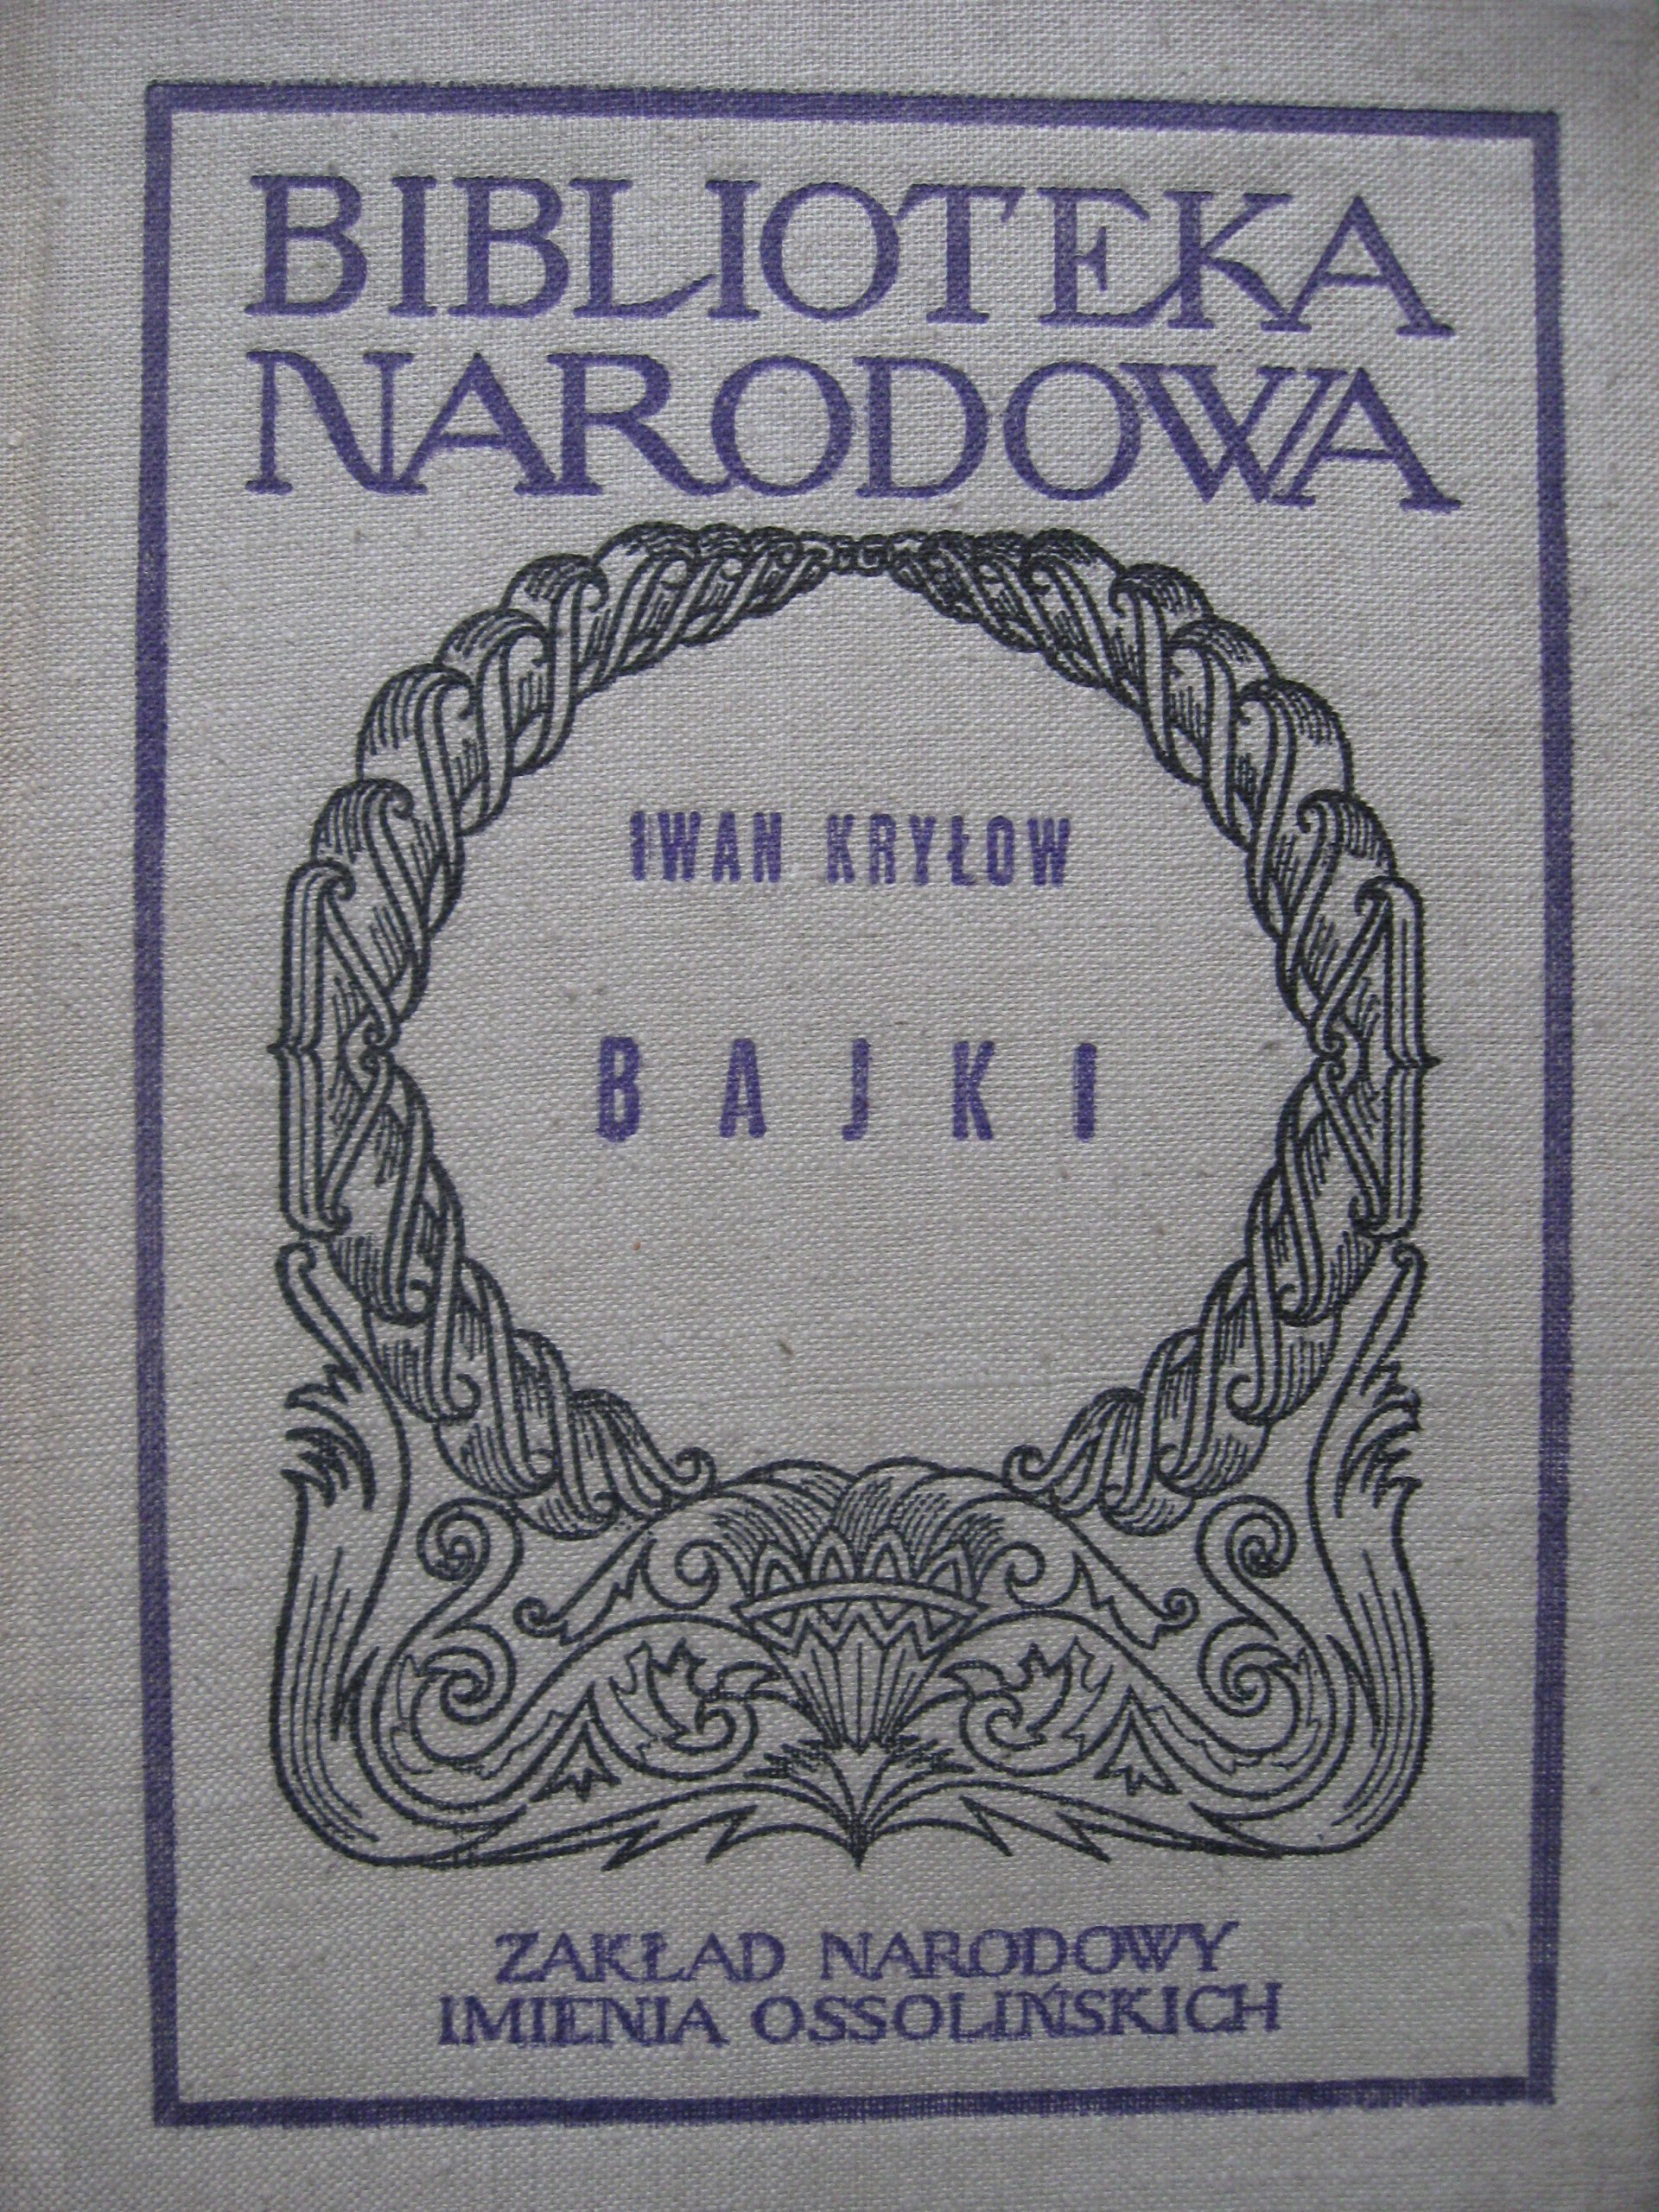 BIBLIOTEKA
NARODOWA
IWAN KRYŁOW
BAJKI
ZAKŁAD NARODOWY
IMIENIA OSSOLIŃSKICH